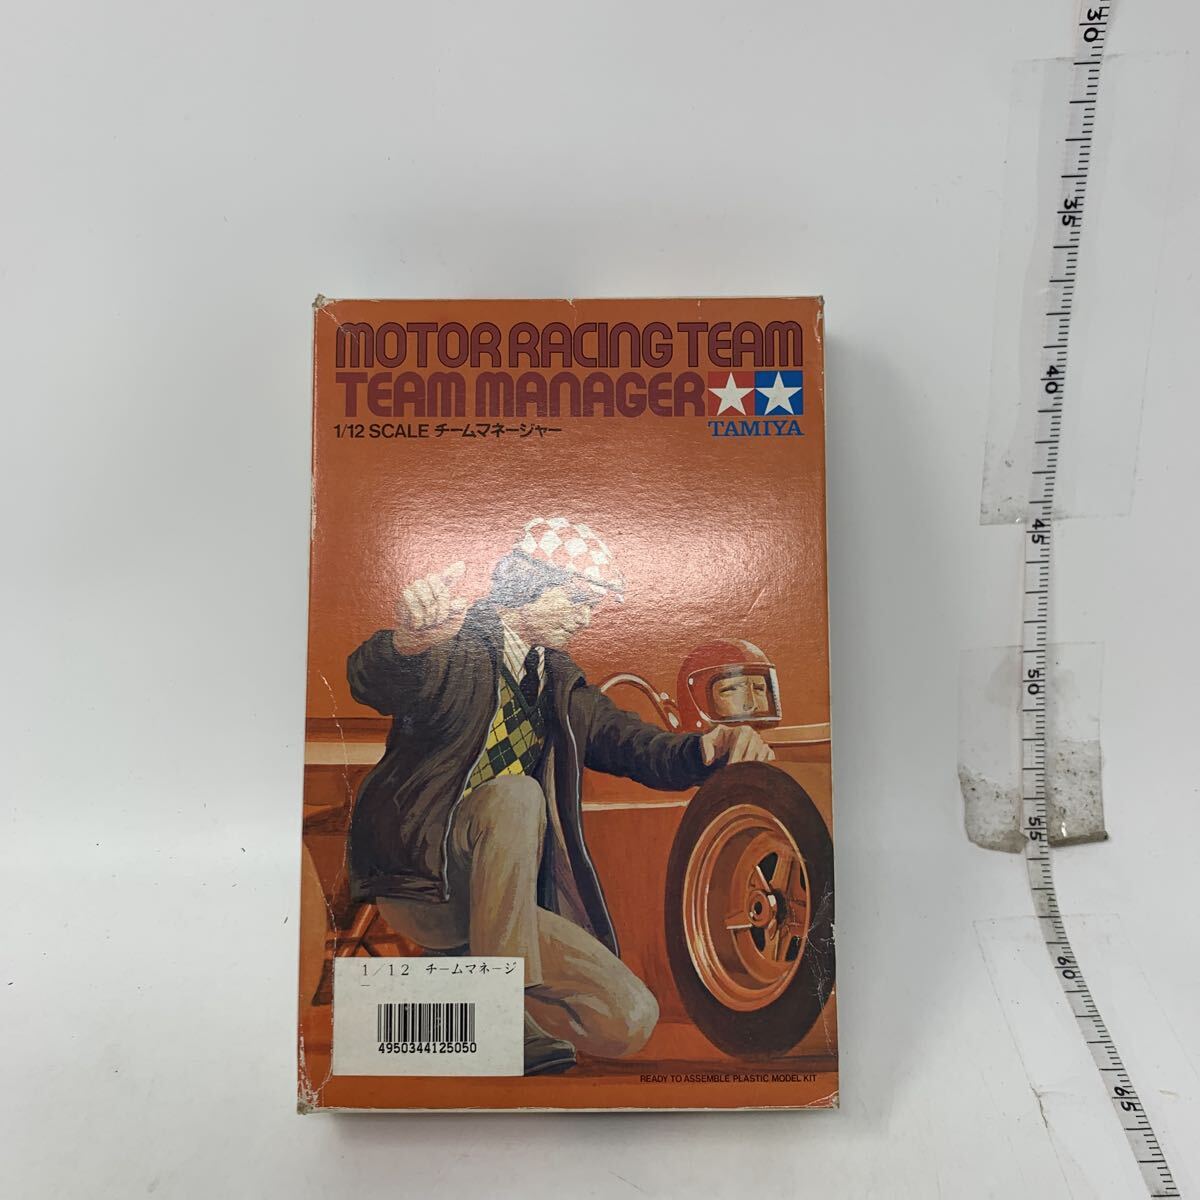 MOTOR RACING TEAM
TEAM MANAGER
1/12 SCALE チームマネージャー
TAMIYA
1/12 チームマネージ
ー
4950344125050
READY TO ASSEMBLE PLASTIC MODEL KIT
30
35
40
45
50
55
60
65